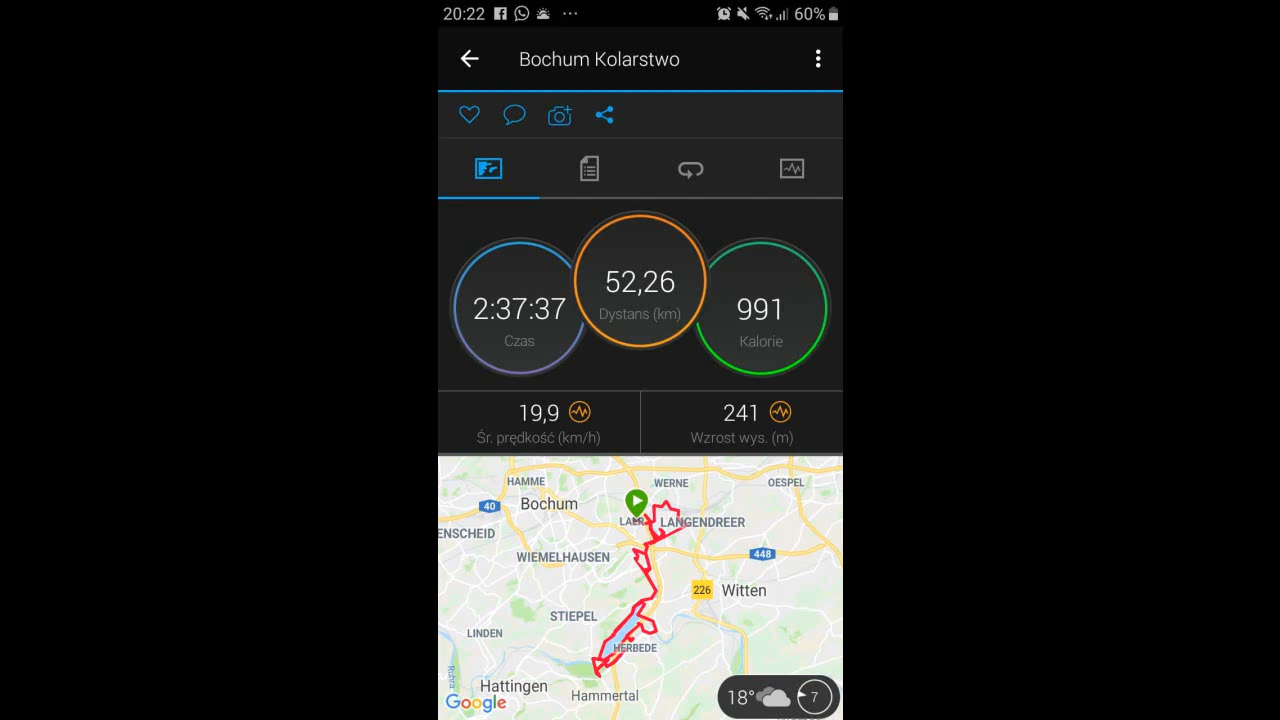 20:22 60%
Bochum Kolarstwo
2:37:37
Czas
52,26
Dystans (km)
991
Kalorie
19,9
Śr. prędkość (km/h)
241
Wzrost wys. (m)
HAMME
WERNE
OESPEL
40
Bochum
LAER
LANGENDREER
ENSCHEID
WIEMELHAUSEN
448
226
Witten
STIEPEL
LINDEN
HERBEDE
Ruhra
Hattingen
Hammertal
Google
18°
7